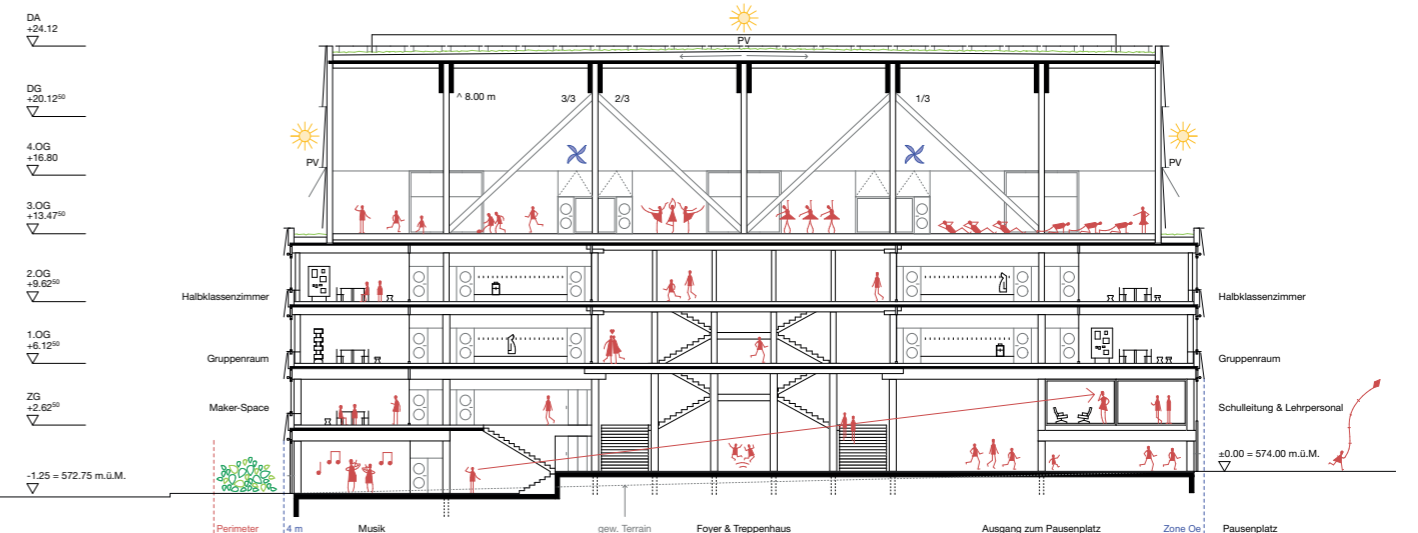 DA
+24.12
PV
DG
+20.12⁵⁰
^ 8.00 m
3/3
2/3
1/3
4.OG
+16.80
PV
PV
3.OG
+13.47⁵⁰
2.OG
+9.62⁵⁰
Halbklassenzimmer
Halbklassenzimmer
1.OG
+6.12⁵⁰
Gruppenraum
Gruppenraum
ZG
+2.62⁵⁰
Maker-Space
Schulleitung & Lehrpersonal
-1.25 = 572.75 m.ü.M.
±0.00 = 574.00 m.ü.M.
Perimeter
4 m
Musik
gew. Terrain
Foyer & Treppenhaus
Ausgang zum Pausenplatz
Zone Oe
Pausenplatz